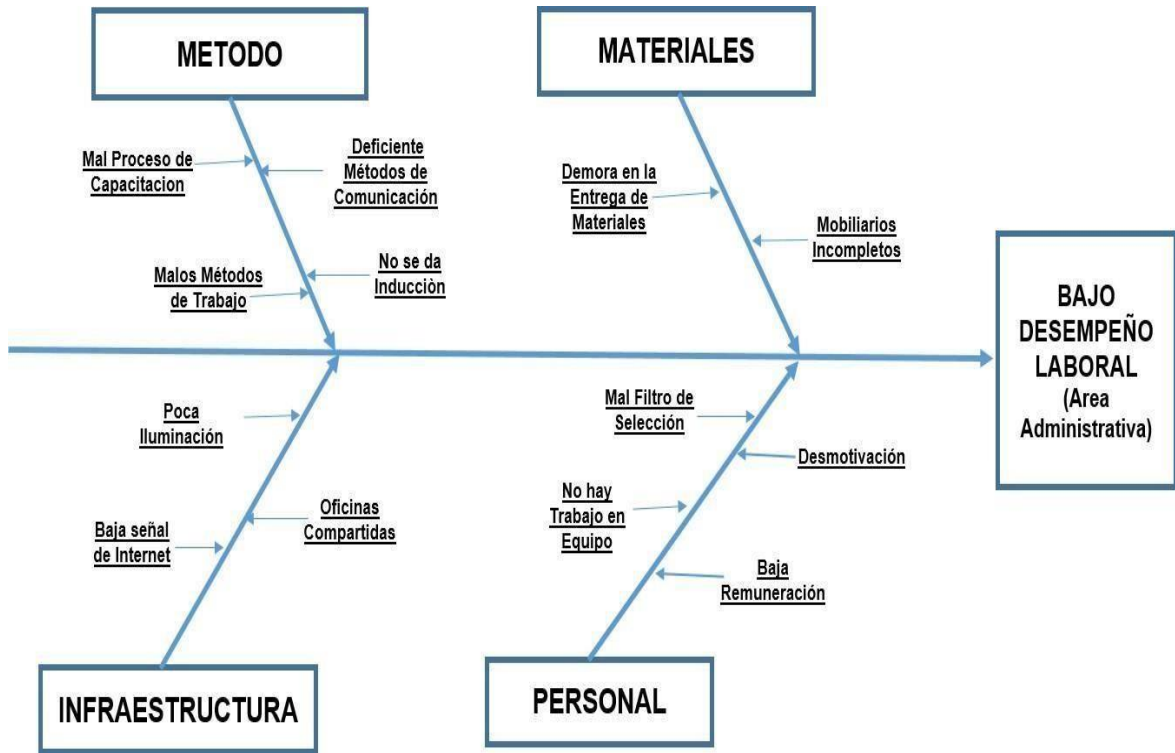 METODO
MATERIALES
Mal Proceso de
Capacitacion
Deficiente
Métodos de
Comunicación
Malos Métodos
de Trabajo
No se da
Inducciòn
Demora en la
Entrega de
Materiales
Mobiliarios
Incompletos
BAJO
DESEMPEÑO
LABORAL
(Area
Administrativa)
Poca
Iluminación
Baja señal
de Internet
Oficinas
Compartidas
Mal Filtro de
Selección
Desmotivación
No hay
Trabajo en
Equipo
Baja
Remuneración
INFRAESTRUCTURA
PERSONAL